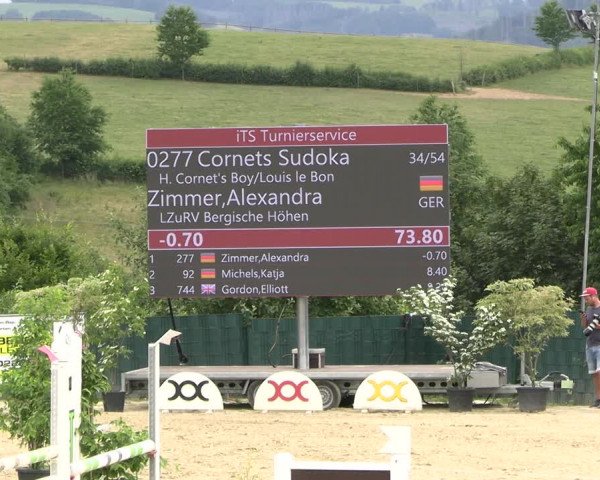 iTS Turnierservice
0277 Cornets Sudoka 34/54
H. Cornet's Boy/Louis le Bon
Zimmer,Alexandra GER
LZuRV Bergische Höhen
-0.70 73.80
1 277 Zimmer,Alexandra -0.70
2 92 Michels,Katja 8.40
3 744 Gordon,Elliott